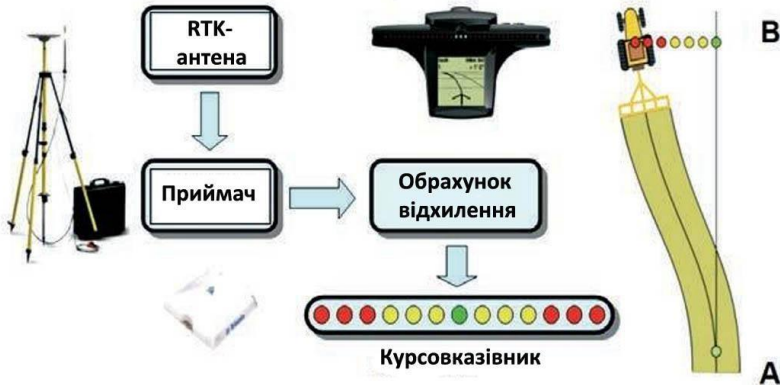 RTK-
антена
Приймач
Обрахунок
відхилення
Курсовказівник
B
A